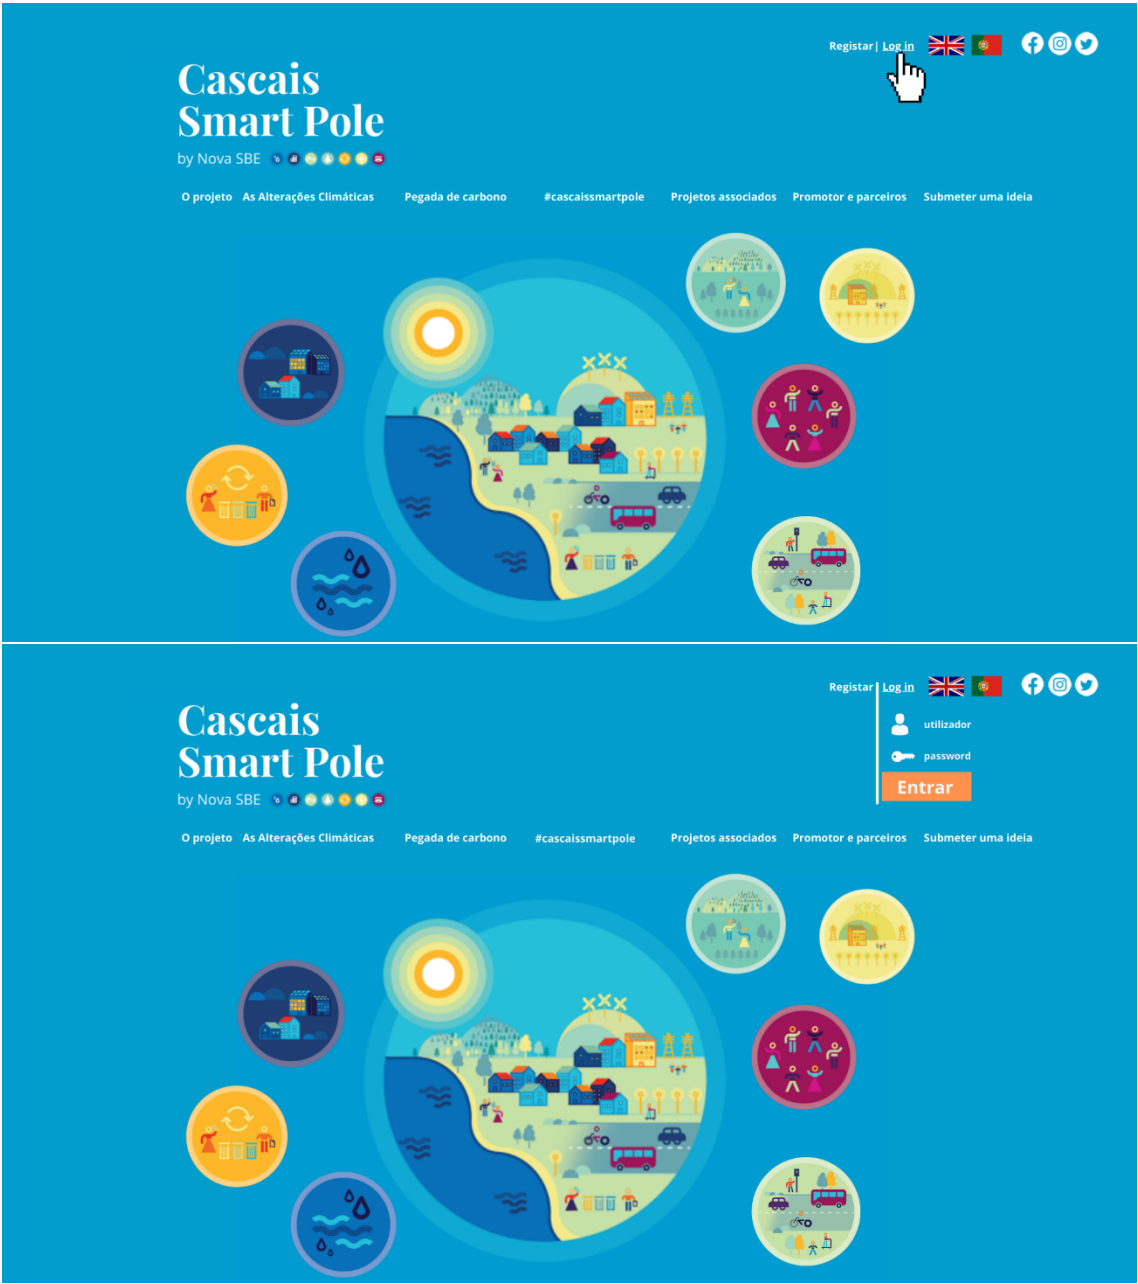 Registar | Log in
Cascais
Smart Pole
by Nova SBE
O projeto As Alterações Climáticas Pegada de carbono #cascaissmartpole Projetos associados Promotor e parceiros Submeter uma ideia
Registar Log in
utilizador
password
Entrar
Cascais
Smart Pole
by Nova SBE
O projeto As Alterações Climáticas Pegada de carbono #cascaissmartpole Projetos associados Promotor e parceiros Submeter uma ideia